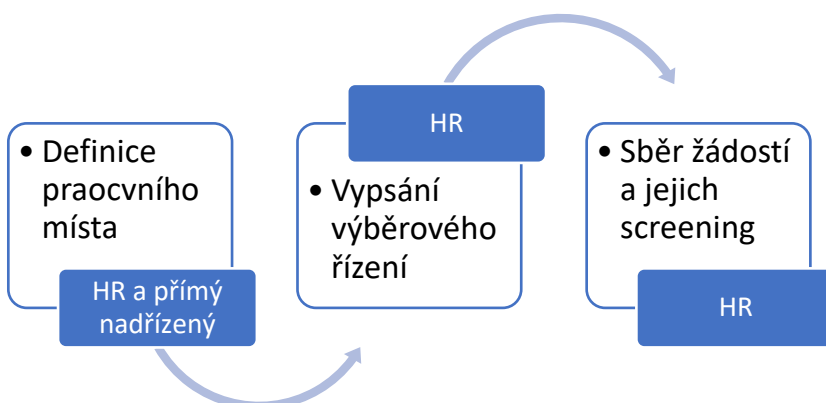 • Definice
praocvního
místa
HR a přímý
nadřízený
HR
• Vypsání
výběrového
řízení
• Sběr žádostí
a jejich
screening
HR